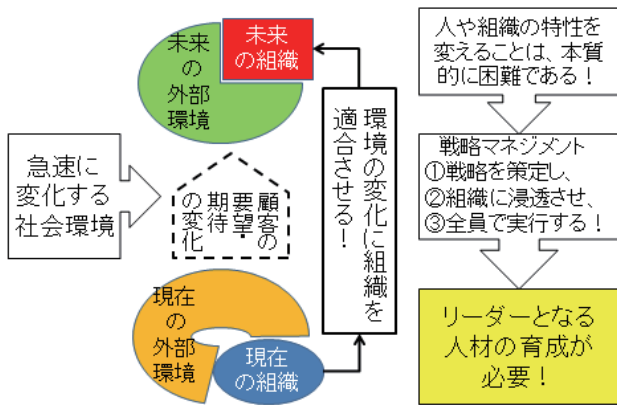 急速に
変化する
社会環境
未来
の
外部
環境
未来
の組織
顧客の
要望・
期待
の変化
現在
の
外部
環境
現在
の組織
環境の変化に組織を
適合させる！
人や組織の特性を
変えることは、本質
的に困難である！
戦略マネジメント
①戦略を策定し、
②組織に浸透させ、
③全員で実行する！
リーダーとなる
人材の育成が
必要！